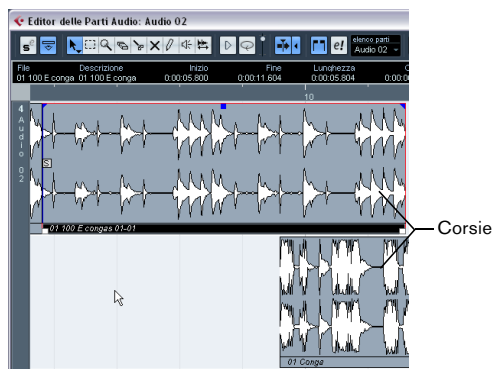 Editor delle Parti Audio: Audio 02
elenco parti
Audio 02
File Descrizione Inizio Fine Lunghezza
01 100 E conga 01 100 E conga 0:00:05.800 0:00:11.604 0:00:05.804
10
4
Audio 02
S
01 100 E congas 01-01
Corsie
01 Conga